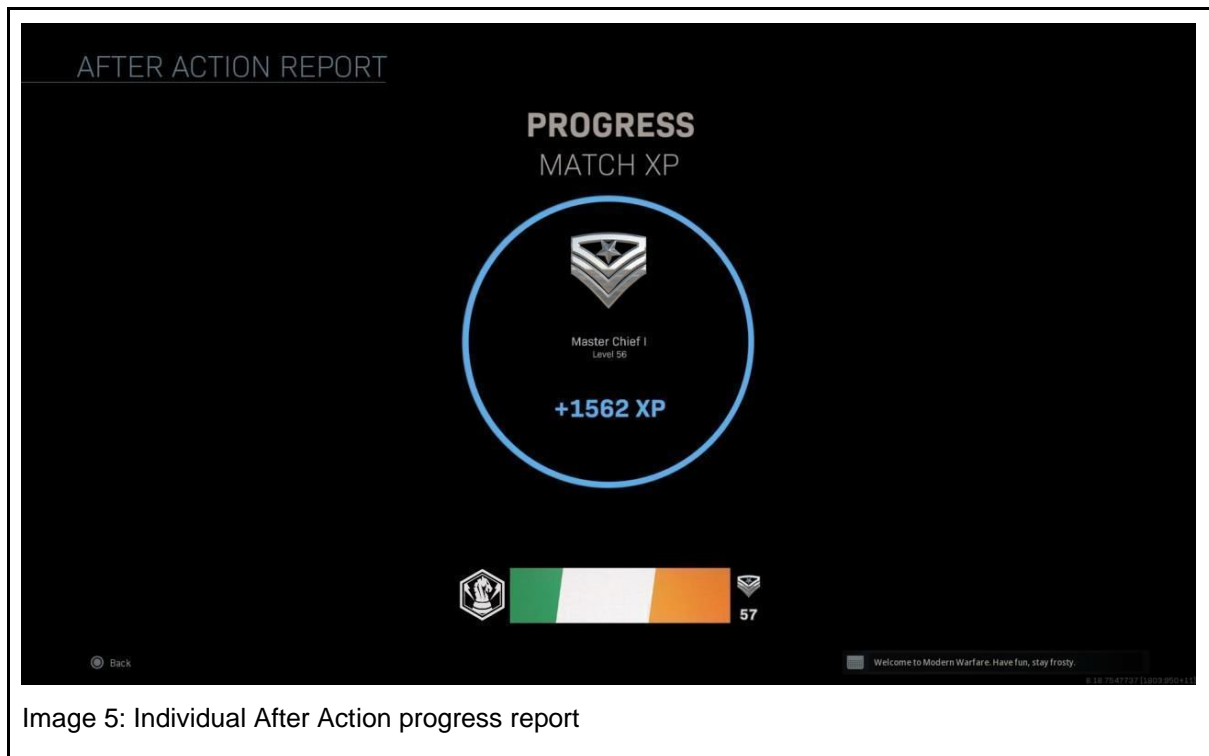 AFTER ACTION REPORT
PROGRESS
MATCH XP
Master Chief I
Level 56
+1562 XP
57
Back
Welcome to Modern Warfare. Have fun, stay frosty.
Image 5: Individual After Action progress report